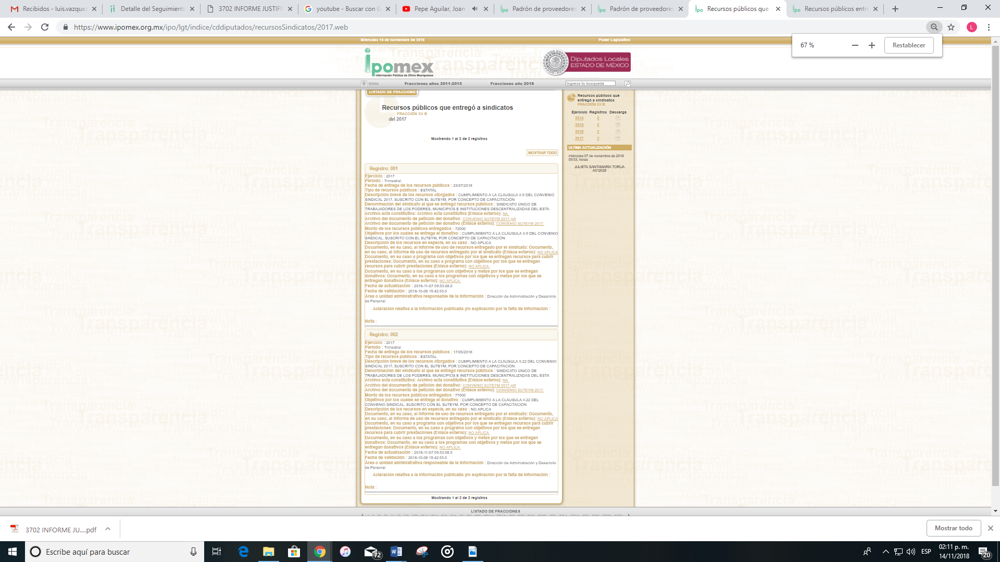 Recibidos - luis.vazquez
Detalle del Seguimiento
3702 INFORME JUSTIFI
youtube - Buscar con G
Pepe Aguilar, Joan
Padrón de proveedores
Padrón de proveedores
Recursos públicos que
Recursos públicos entre
https://www.ipomex.org.mx/ipo/lgt/indice/cddiputados/recursosSindicatos/2017.web
L
67 %
Restablecer
Miércoles 14 de noviembre de 2018
Poder Legislativo
ipomex
Información Pública de Oficio Mexiquense
Diputados Locales
ESTADO DE MÉXICO
Inicio
Fracciones años 2011-2015
Fracciones año 2018
Ingresa tu busqueda
LISTADO DE FRACCIONES
Recursos públicos que entregó a sindicatos
FRACCIÓN XX B
del 2017
Mostrando 1 al 2 de 2 registros
MOSTRAR TODO
Registro: 001
Ejercicio : 2017
Periodo : Trimestral
Fecha de entrega de los recursos públicos : 23/07/2018
Tipo de recursos públicos : ESTATAL
Descripción breve de los recursos otorgados : CUMPLIMIENTO A LA CLÁUSULA II.9 DEL CONVENIO
SINDICAL 2017, SUSCRITO CON EL SUTEYM, POR CONCEPTO DE CAPACITACIÓN
Denominación del sindicato al que se entregó recursos públicos : SINDICATO ÚNICO DE
TRABAJADORES DE LOS PODERES, MUNICIPIOS E INSTITUCIONES DESCENTRALIZADAS DEL ESTA
Archivo acta constitutiva: Archivo acta constitutiva (Enlace externo): NA
Archivo del documento de petición del donativo: CONVENIO SUTEYM 2017.pdf
Archivo del documento de petición del donativo (Enlace externo): CONVENIO SUTEYM 2017
Monto de los recursos públicos entregados : 72000
Objetivos por los cuales se entrega el donativo : CUMPLIMIENTO A LA CLÁUSULA II.9 DEL CONVENIO
SINDICAL, SUSCRITO CON EL SUTEYM, POR CONCEPTO DE CAPACITACIÓN
Descripción de los recursos en especie, en su caso : NO APLICA
Documento, en su caso, al informe de uso de recursos entregado por el sindicato: Documento,
en su caso, al informe de uso de recursos entregado por el sindicato (Enlace externo): NO APLICA
Documento, en su caso a programa con objetivos por los que se entregan recursos para cubrir
prestaciones: Documento, en su caso a programa con objetivos por los que se entregan
recursos para cubrir prestaciones (Enlace externo): NO APLICA
Documento, en su caso a los programas con objetivos y metas por los que se entregan
donativos: Documento, en su caso a los programas con objetivos y metas por los que se
entregan donativos (Enlace externo): NO APLICA
Fecha de actualización : 2018-11-07 09:53:08.0
Fecha de validación : 2018-10-08 19:42:55.0
Área o unidad administrativa responsable de la información : Dirección de Administración y Desarrollo
de Personal
Aclaración relativa a la información publicada y/o explicación por la falta de información :
Nota :
Registro: 002
Ejercicio : 2017
Periodo : Trimestral
Fecha de entrega de los recursos públicos : 17/05/2018
Tipo de recursos públicos : ESTATAL
Descripción breve de los recursos otorgados : CUMPLIMIENTO A LA CLÁUSULA II.22 DEL CONVENIO
SINDICAL 2017, SUSCRITO CON EL SUTEYM, POR CONCEPTO DE CAPACITACIÓN
Denominación del sindicato al que se entregó recursos públicos : SINDICATO ÚNICO DE
TRABAJADORES DE LOS PODERES, MUNICIPIOS E INSTITUCIONES DESCENTRALIZADAS DEL ESTA
Archivo acta constitutiva: Archivo acta constitutiva (Enlace externo): NA
Archivo del documento de petición del donativo: CONVENIO SUTEYM 2017.pdf
Archivo del documento de petición del donativo (Enlace externo): CONVENIO SUTEYM 2017
Monto de los recursos públicos entregados : 77000
Objetivos por los cuales se entrega el donativo : CUMPLIMIENTO A LA CLÁUSULA II.22 DEL
CONVENIO SINDICAL, SUSCRITO CON EL SUTEYM, POR CONCEPTO DE CAPACITACIÓN
Descripción de los recursos en especie, en su caso : NO APLICA
Documento, en su caso, al informe de uso de recursos entregado por el sindicato: Documento,
en su caso, al informe de uso de recursos entregado por el sindicato (Enlace externo): NO APLICA
Documento, en su caso a programa con objetivos por los que se entregan recursos para cubrir
prestaciones: Documento, en su caso a programa con objetivos por los que se entregan
recursos para cubrir prestaciones (Enlace externo): NO APLICA
Documento, en su caso a los programas con objetivos y metas por los que se entregan
donativos: Documento, en su caso a los programas con objetivos y metas por los que se
entregan donativos (Enlace externo): NO APLICA
Fecha de actualización : 2018-11-07 09:53:08.0
Fecha de validación : 2018-10-08 19:42:55.0
Área o unidad administrativa responsable de la información : Dirección de Administración y Desarrollo
de Personal
Aclaración relativa a la información publicada y/o explicación por la falta de información :
Nota :
Mostrando 1 al 2 de 2 registros
Recursos públicos que
entregó a sindicatos
FRACCIÓN XX B
Ejercicio Registros Descarga
2014 2
2015 2
2016 2
2017 2
ULTIMA ACTUALIZACIÓN
miércoles 07 de noviembre de 2018
09:53, horas
JULIETA SANTAMARÍA TORIJA
A012028
LISTADO DE FRACCIONES
3702 INFORME JU....pdf
Mostrar todo
Escribe aquí para buscar
72
ESP
02:11 p. m.
14/11/2018
20